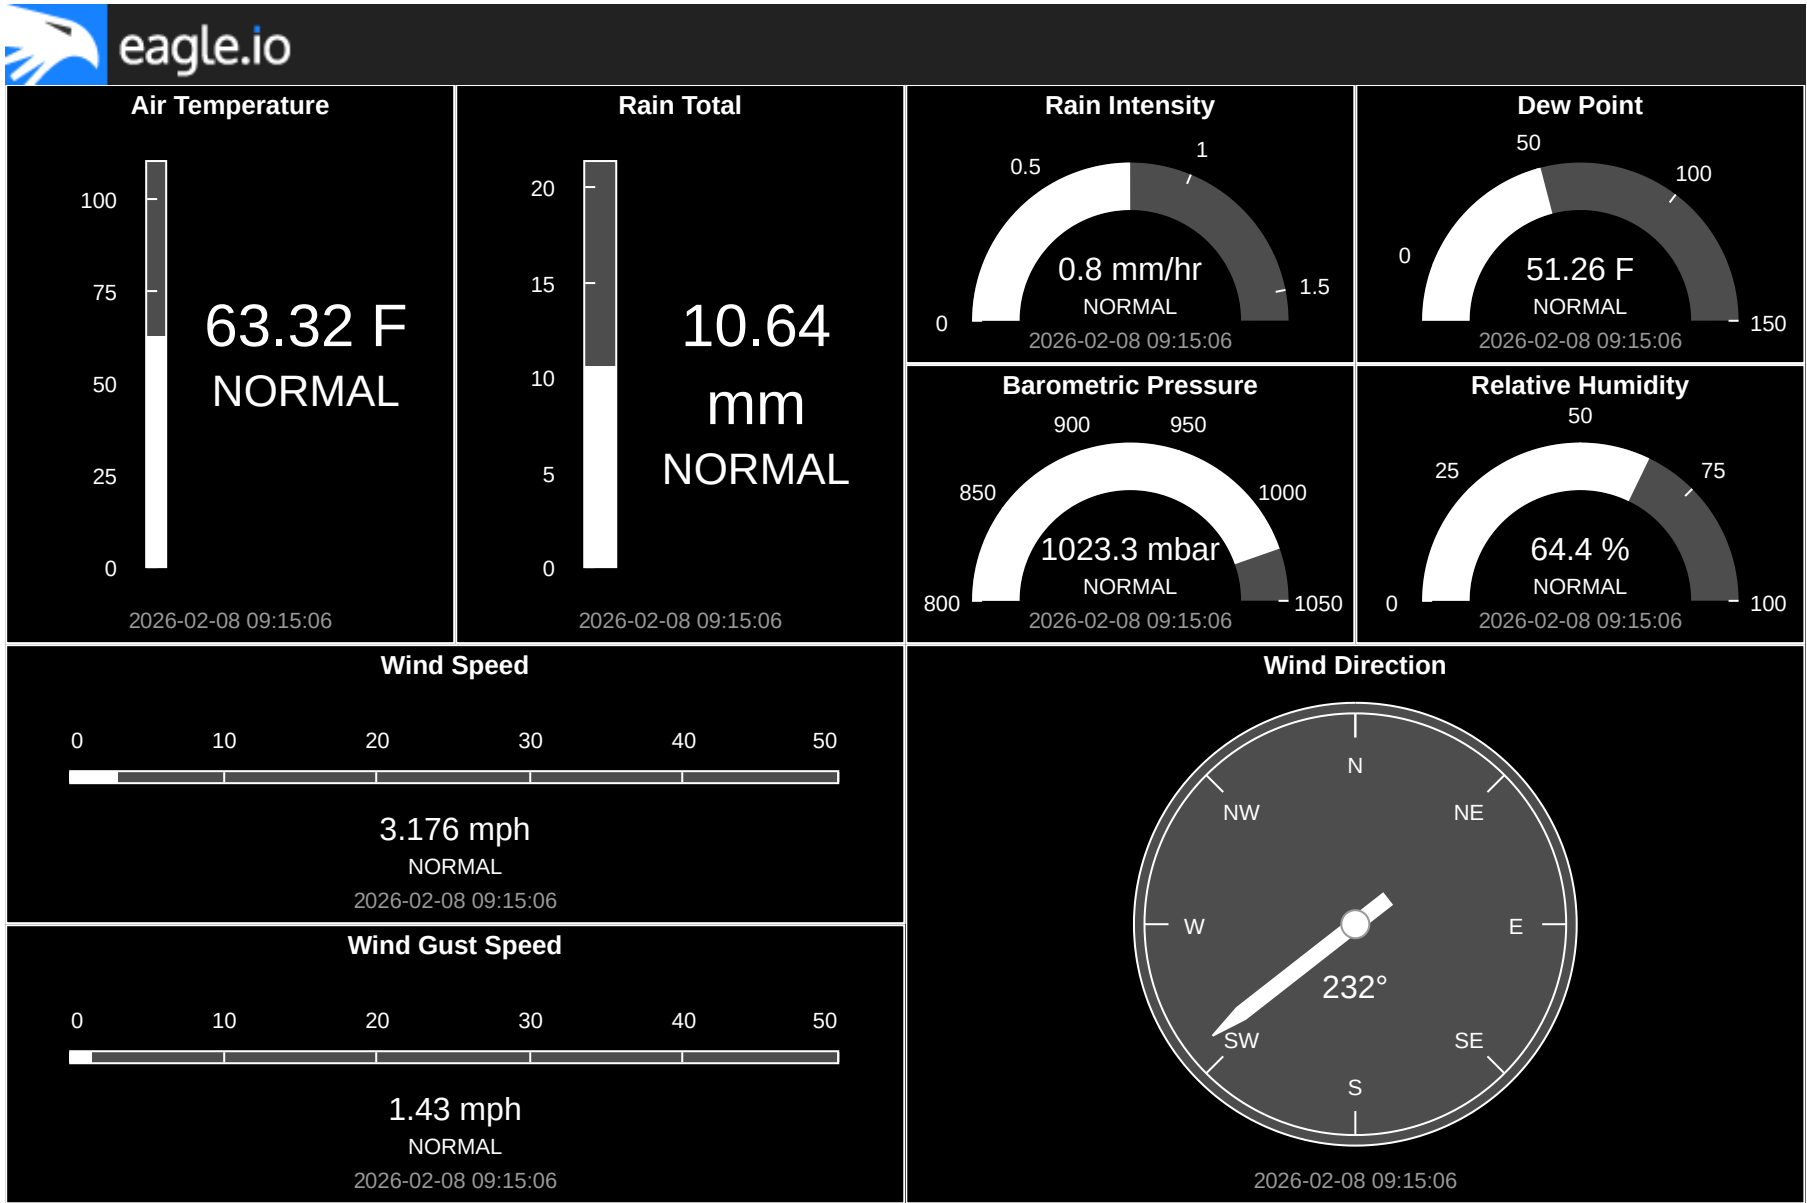 eagle.io
Air Temperature
100
75
50
25
0
63.32 F
NORMAL
2026-02-08 09:15:06
Rain Total
20
15
10
5
0
10.64
mm
NORMAL
2026-02-08 09:15:06
Rain Intensity
0
0.5
1
1.5
0.8 mm/hr
NORMAL
2026-02-08 09:15:06
Dew Point
0
50
100
150
51.26 F
NORMAL
2026-02-08 09:15:06
Barometric Pressure
800
850
900
950
1000
1050
1023.3 mbar
NORMAL
2026-02-08 09:15:06
Relative Humidity
0
25
50
75
100
64.4 %
NORMAL
2026-02-08 09:15:06
Wind Speed
0 10 20 30 40 50
3.176 mph
NORMAL
2026-02-08 09:15:06
Wind Gust Speed
0 10 20 30 40 50
1.43 mph
NORMAL
2026-02-08 09:15:06
Wind Direction
N
NW NE
W E
232°
SW SE
S
2026-02-08 09:15:06